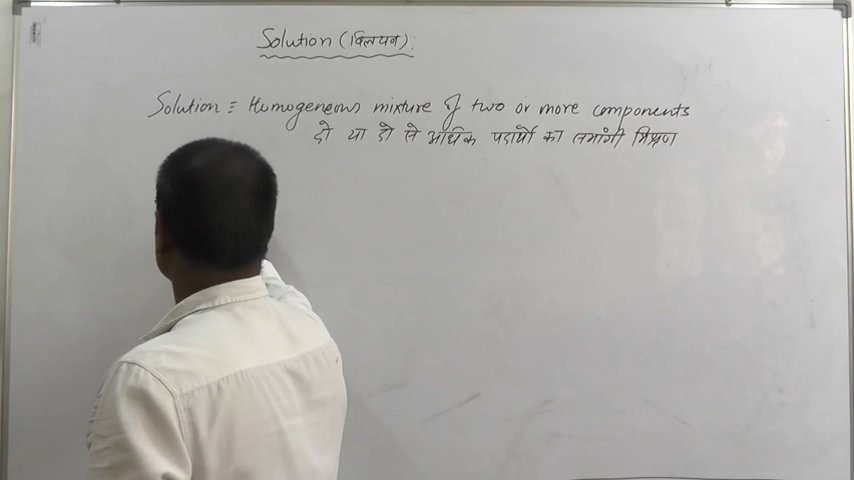 Solution (विलयन):
Solution = Homogeneous mixture of two or more components
दो या दो से अधिक पदार्थो का समांगी मिश्रण